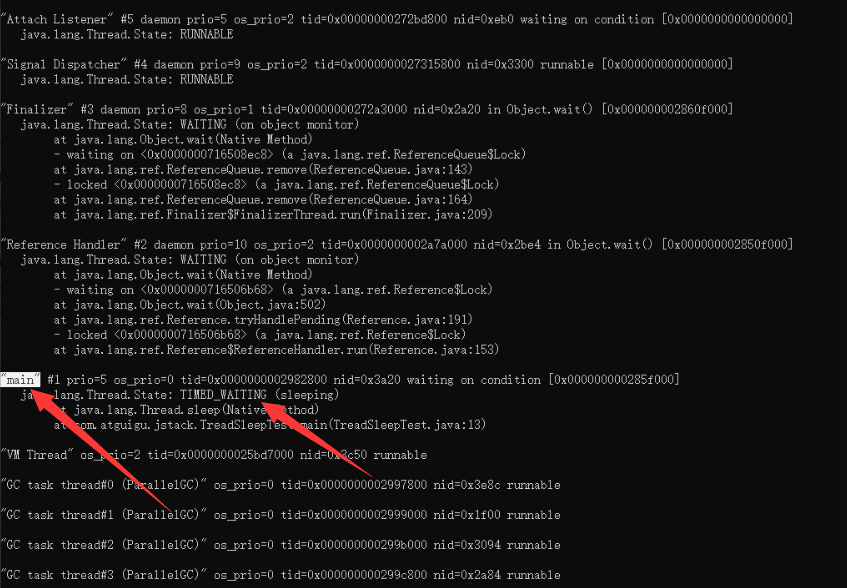 "Attach Listener" #5 daemon prio=5 os_prio=2 tid=0x00000000272bd800 nid=0xeb0 waiting on condition [0x0000000000000000]
java.lang.Thread.State: RUNNABLE
"Signal Dispatcher" #4 daemon prio=9 os_prio=2 tid=0x0000000027315800 nid=0x3300 runnable [0x0000000000000000]
java.lang.Thread.State: RUNNABLE
"Finalizer" #3 daemon prio=8 os_prio=1 tid=0x00000000272a3000 nid=0x2a20 in Object.wait() [0x000000002860f000]
java.lang.Thread.State: WAITING (on object monitor)
at java.lang.Object.wait(Native Method)
- waiting on <0x0000000716508ec8> (a java.lang.ref.ReferenceQueue$Lock)
at java.lang.ref.ReferenceQueue.remove(ReferenceQueue.java:143)
- locked <0x0000000716508ec8> (a java.lang.ref.ReferenceQueue$Lock)
at java.lang.ref.ReferenceQueue.remove(ReferenceQueue.java:164)
at java.lang.ref.Finalizer$FinalizerThread.run(Finalizer.java:209)
"Reference Handler" #2 daemon prio=10 os_prio=2 tid=0x0000000002a7a000 nid=0x2be4 in Object.wait() [0x000000002850f000]
java.lang.Thread.State: WAITING (on object monitor)
at java.lang.Object.wait(Native Method)
- waiting on <0x0000000716506b68> (a java.lang.ref.Reference$Lock)
at java.lang.Object.wait(Object.java:502)
at java.lang.ref.Reference.tryHandlePending(Reference.java:191)
- locked <0x0000000716506b68> (a java.lang.ref.Reference$Lock)
at java.lang.ref.Reference$ReferenceHandler.run(Reference.java:153)
"main" #1 prio=5 os_prio=0 tid=0x0000000002982800 nid=0x3a20 waiting on condition [0x000000000285f000]
java.lang.Thread.State: TIMED_WAITING (sleeping)
at java.lang.Thread.sleep(Native Method)
at com.atguigu.jstack.TreadSleepTest.main(TreadSleepTest.java:13)
"VM Thread" os_prio=2 tid=0x0000000025bd7000 nid=0x3c50 runnable
"GC task thread#0 (ParallelGC)" os_prio=0 tid=0x0000000002997800 nid=0x3e8c runnable
"GC task thread#1 (ParallelGC)" os_prio=0 tid=0x0000000002999000 nid=0x1f00 runnable
"GC task thread#2 (ParallelGC)" os_prio=0 tid=0x000000000299b000 nid=0x3094 runnable
"GC task thread#3 (ParallelGC)" os_prio=0 tid=0x000000000299c800 nid=0x2a84 runnable